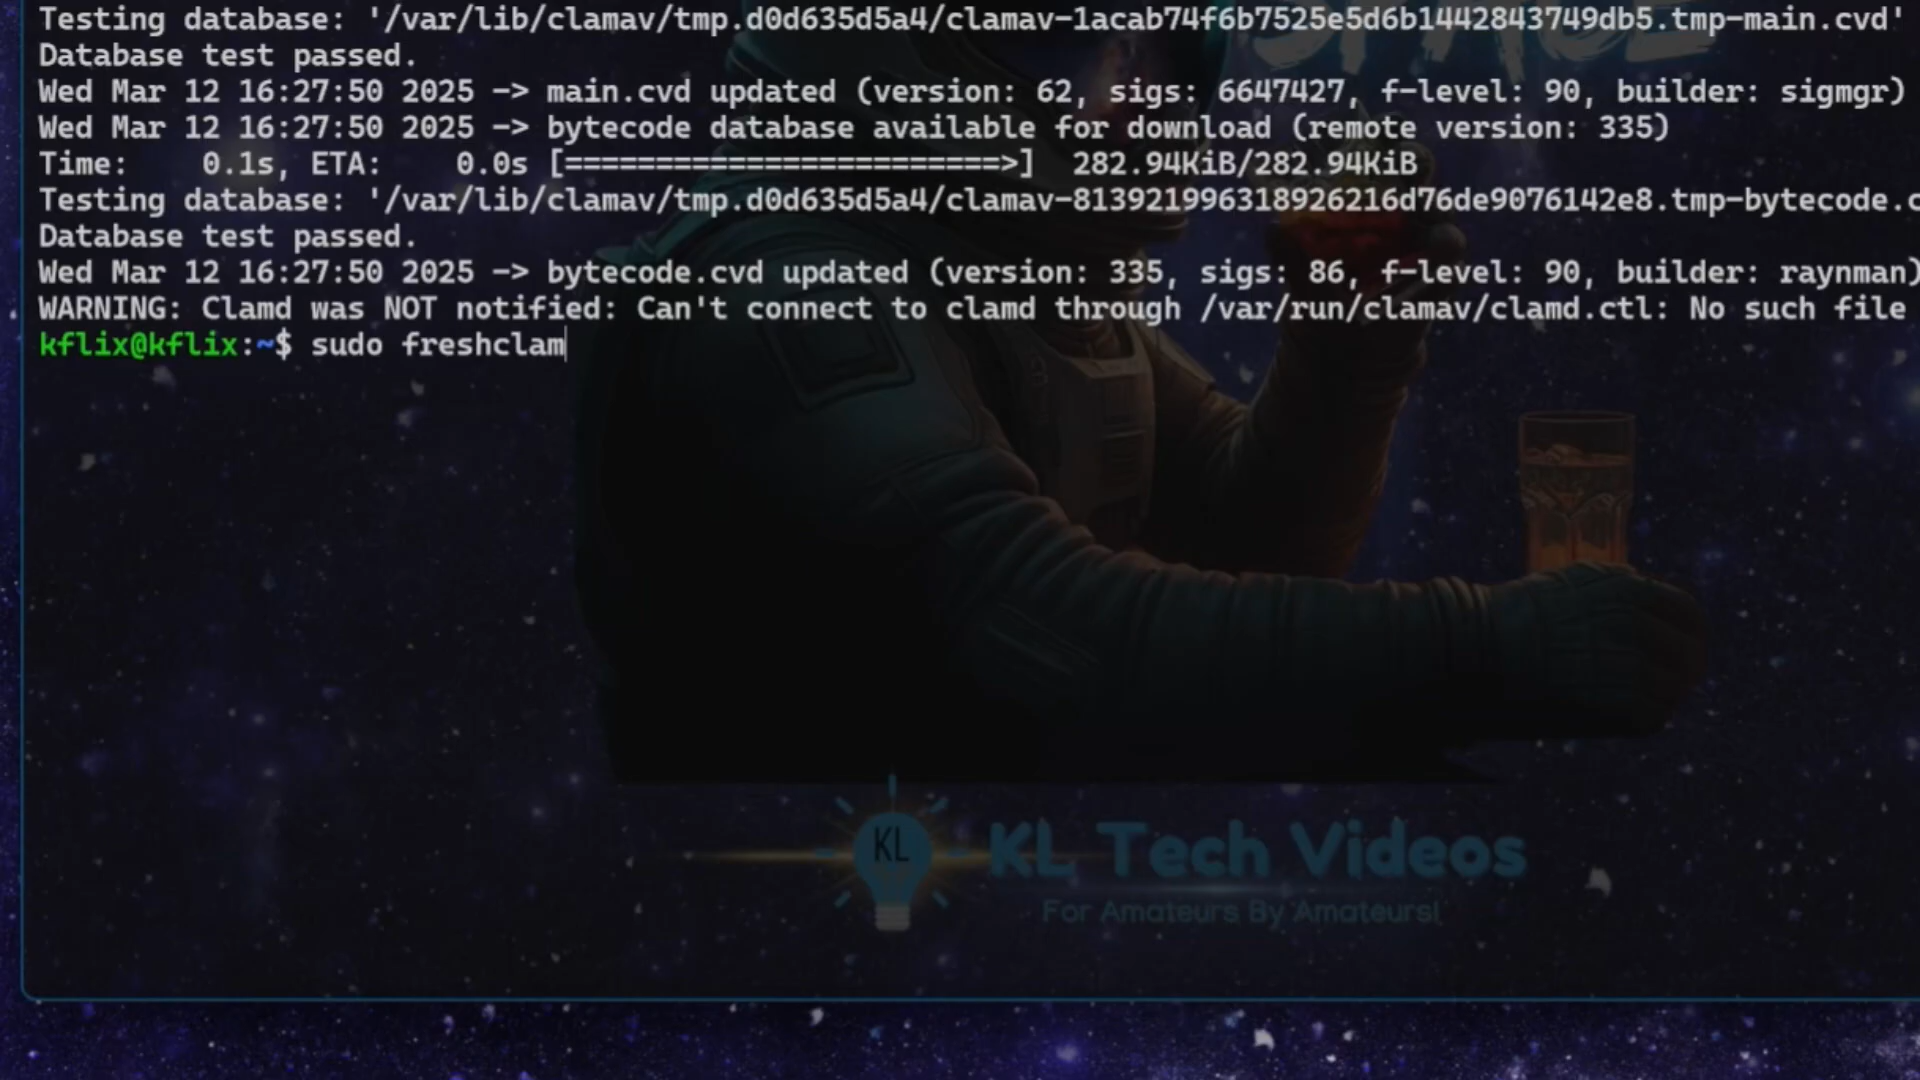 Testing database: '/var/lib/clamav/tmp.d0d635d5a4/clamav-1acab74f6b7525e5d6b1442843749db5.tmp-main.cvd'
Database test passed.
Wed Mar 12 16:27:50 2025 -> main.cvd updated (version: 62, sigs: 6647427, f-level: 90, builder: sigmgr)
Wed Mar 12 16:27:50 2025 -> bytecode database available for download (remote version: 335)
Time:    0.1s, ETA:    0.0s [========================>]  282.94KiB/282.94KiB
Testing database: '/var/lib/clamav/tmp.d0d635d5a4/clamav-813921996318926216d76de9076142e8.tmp-bytecode.c
Database test passed.
Wed Mar 12 16:27:50 2025 -> bytecode.cvd updated (version: 335, sigs: 86, f-level: 90, builder: raynman)
WARNING: Clamd was NOT notified: Can't connect to clamd through /var/run/clamav/clamd.ctl: No such file
kflix@kflix:~$ sudo freshclam
KL
KL Tech Videos
For Amateurs By Amateurs!